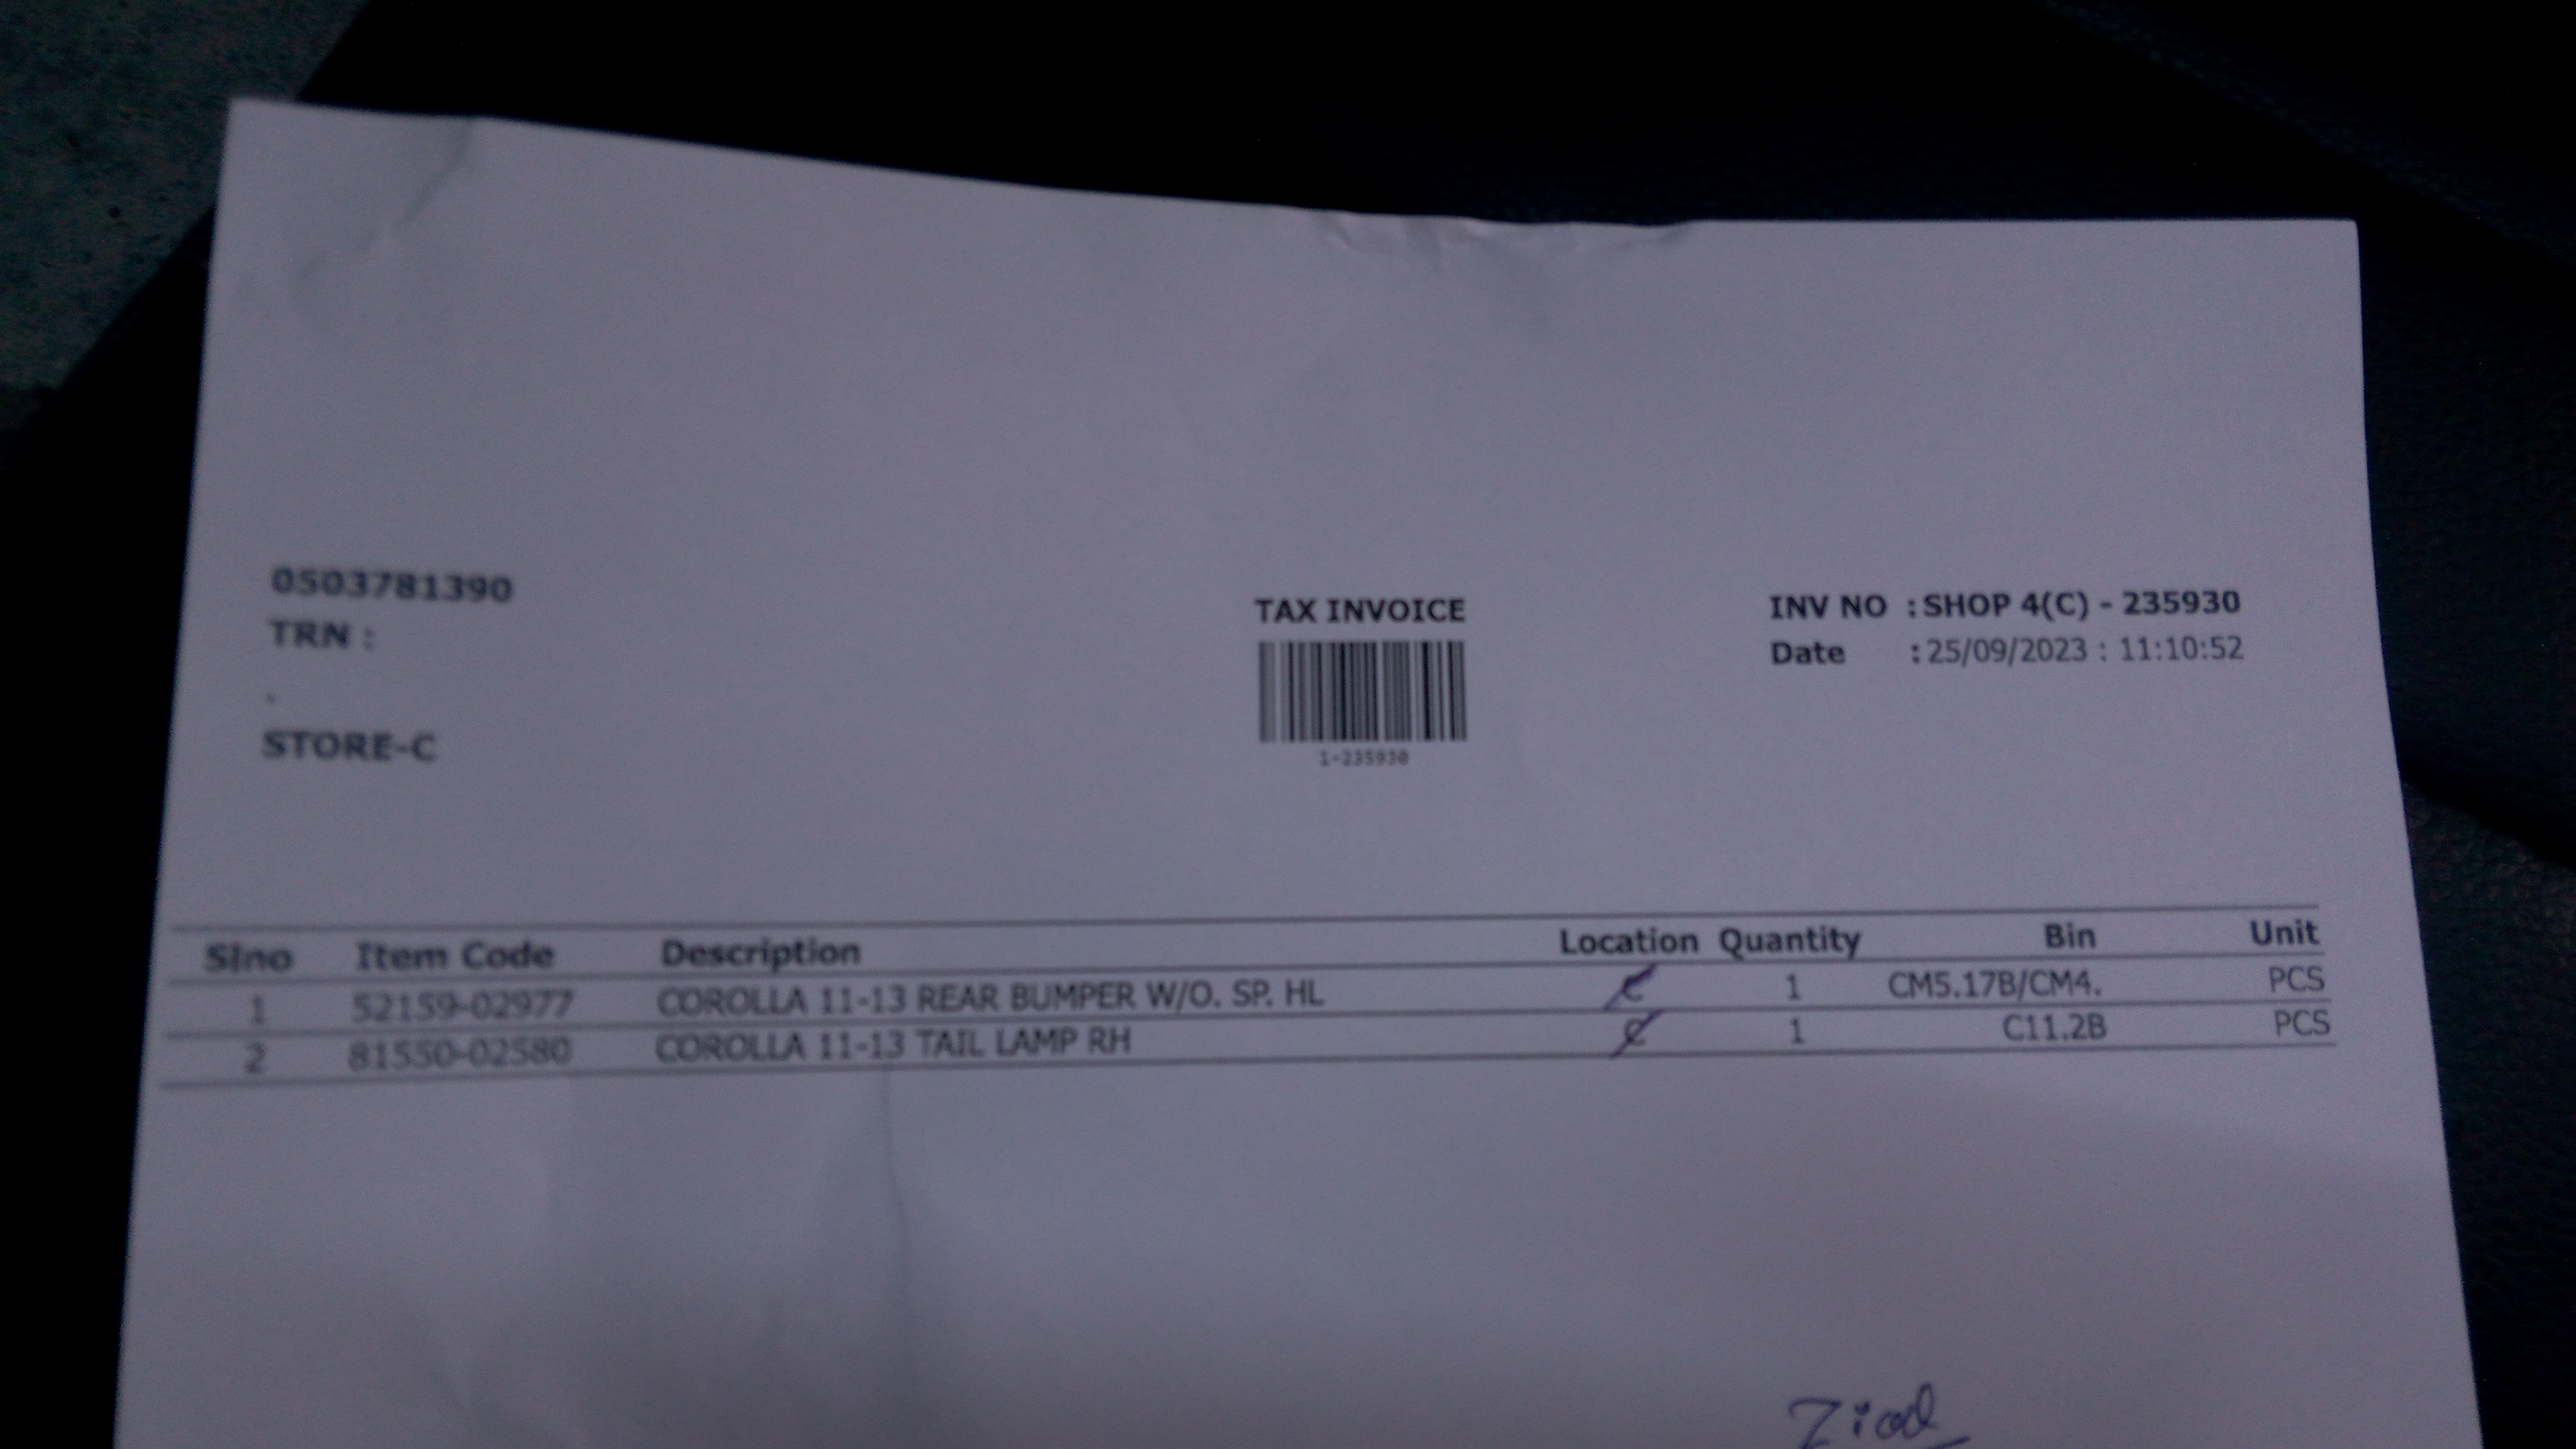 0503781390
TRN :
.
STORE-C
TAX INVOICE
1-235930
INV NO : SHOP 4(C) - 235930
Date : 25/09/2023 : 11:10:52
Slno Item Code Description Location Quantity Bin Unit
1 52159-02977 COROLLA 11-13 REAR BUMPER W/O. SP. HL C 1 CM5.17B/CM4. PCS
2 81550-02580 COROLLA 11-13 TAIL LAMP RH C 1 C11.2B PCS
Ziad